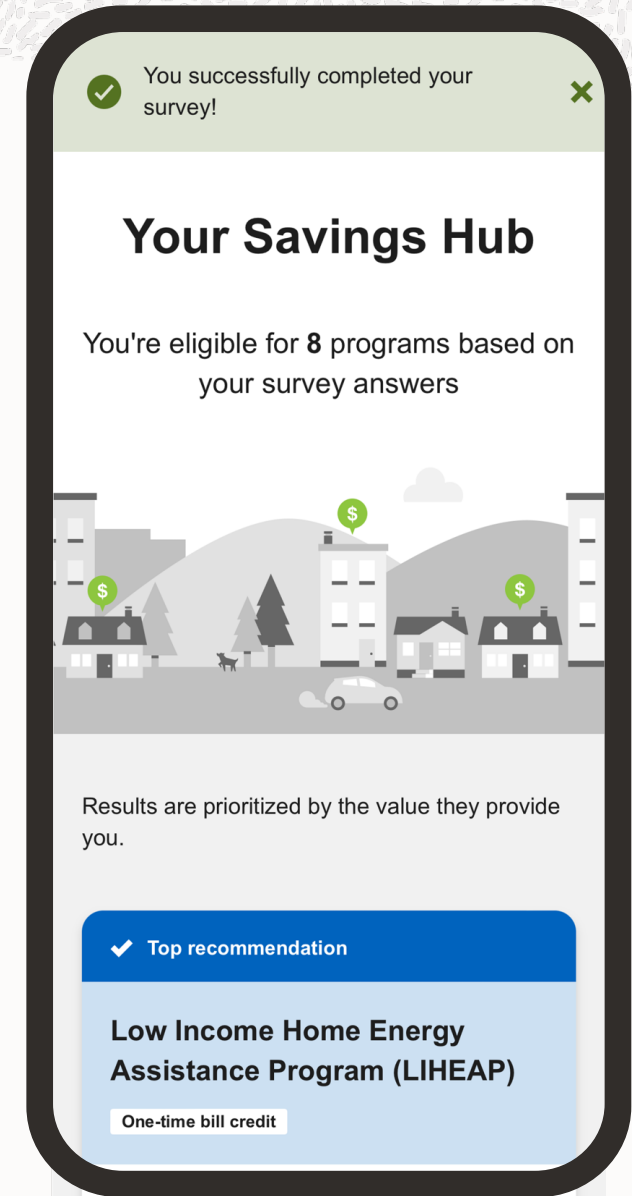 You successfully completed your
survey!
Your Savings Hub
You're eligible for 8 programs based on
your survey answers
$
$
$
Results are prioritized by the value they provide
you.
Top recommendation
Low Income Home Energy
Assistance Program (LIHEAP)
One-time bill credit